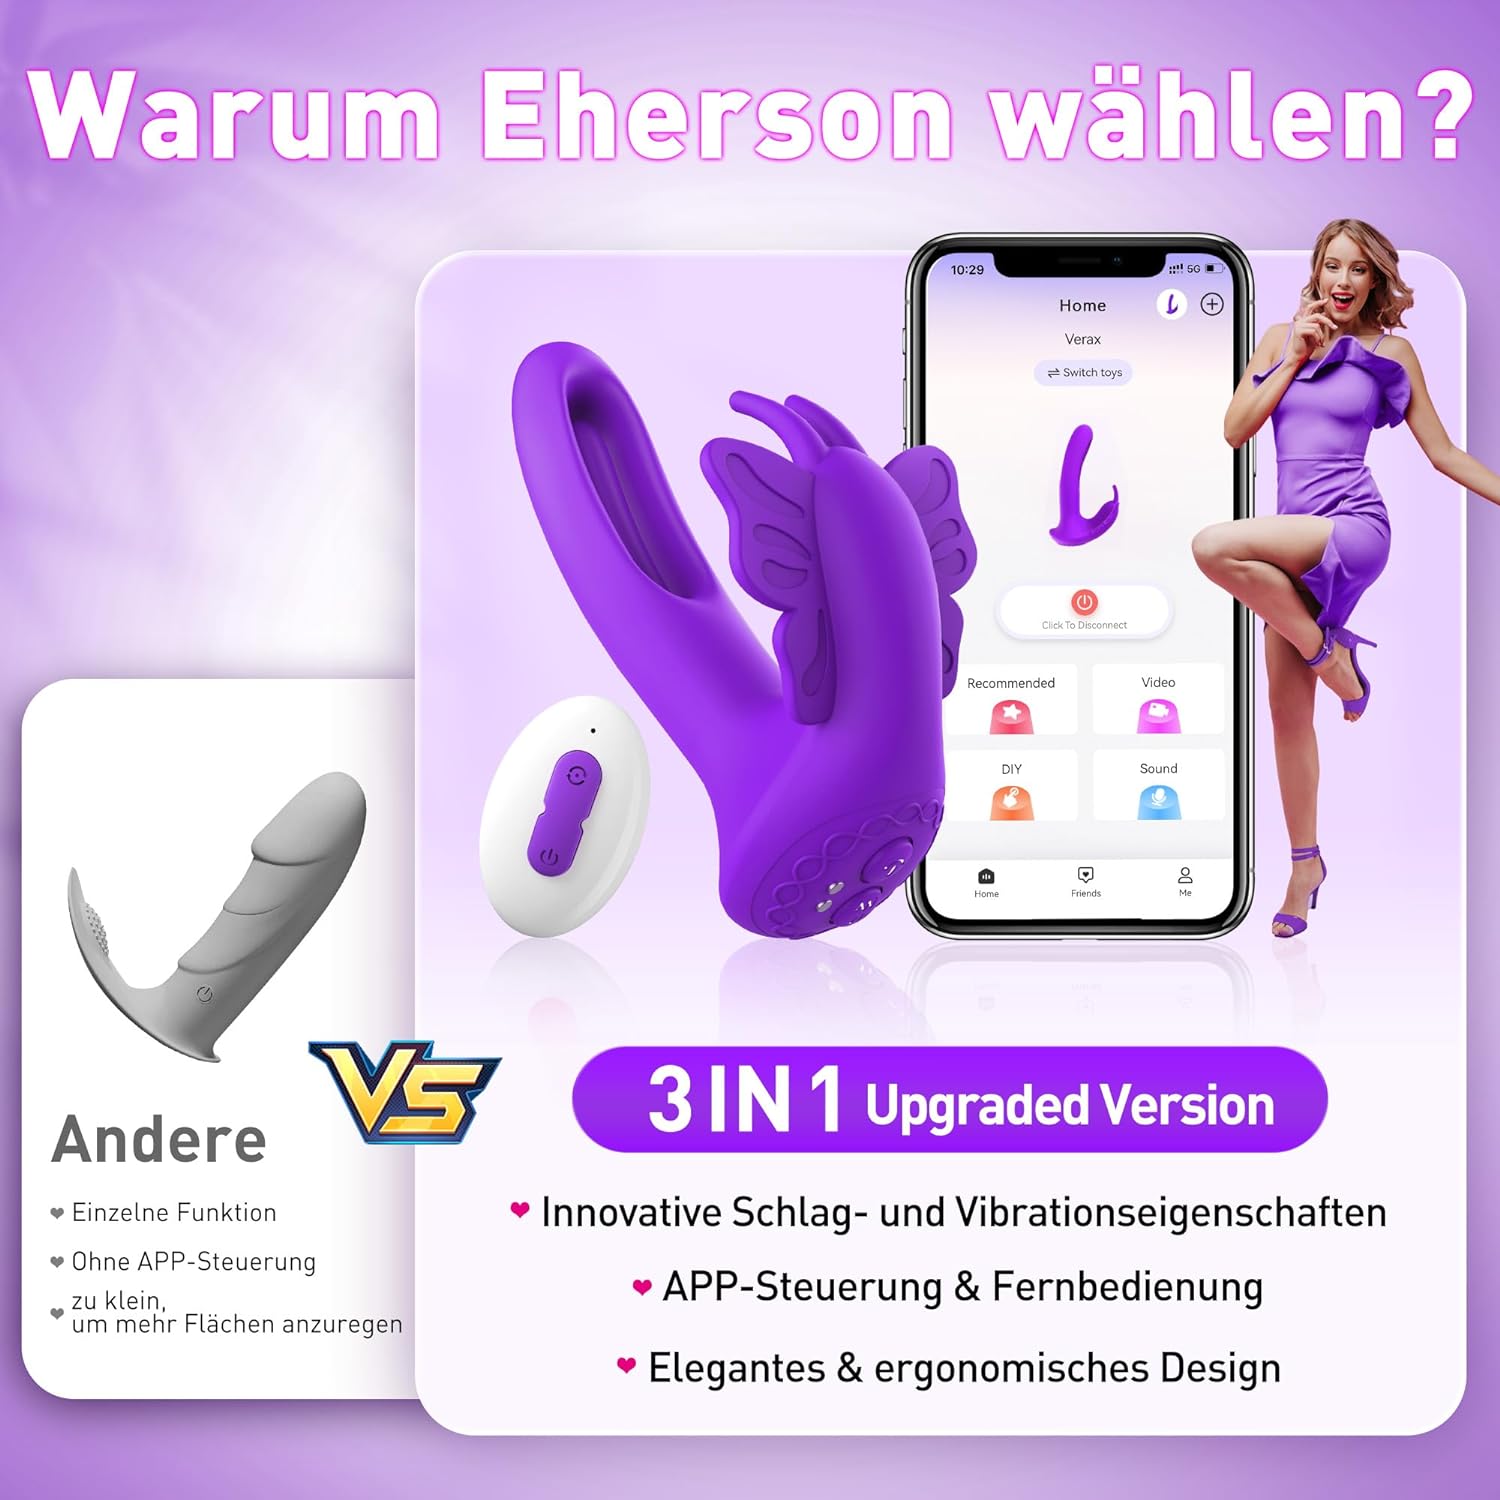 Warum Eherson wählen?
10:29
5G
Home
Verax
⇌ Switch toys
Click To Disconnect
Recommended
Video
DIY
Sound
Home
Friends
Me
VS
Andere
Einzelne Funktion
Ohne APP-Steuerung
zu klein,
um mehr Flächen anzuregen
3 IN 1 Upgraded Version
Innovative Schlag- und Vibrationseigenschaften
APP-Steuerung & Fernbedienung
Elegantes & ergonomisches Design